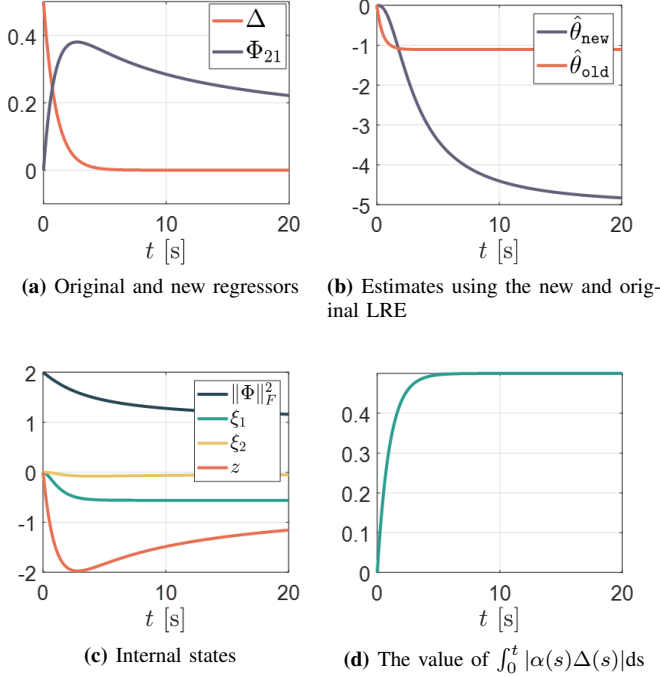 0.4
0.2
0
Δ
Φ₂₁
0
10
20
t [s]
(a) Original and new regressors
0
-1
-2
-3
-4
-5
θ̂new
θ̂old
0
10
20
t [s]
(b) Estimates using the new and orig-
inal LRE
2
1
0
-1
-2
‖Φ‖²F
ξ₁
ξ₂
z
0
10
20
t [s]
(c) Internal states
0.4
0.3
0.2
0.1
0
0
10
20
t [s]
(d) The value of ∫₀ᵗ |α(s)Δ(s)|ds